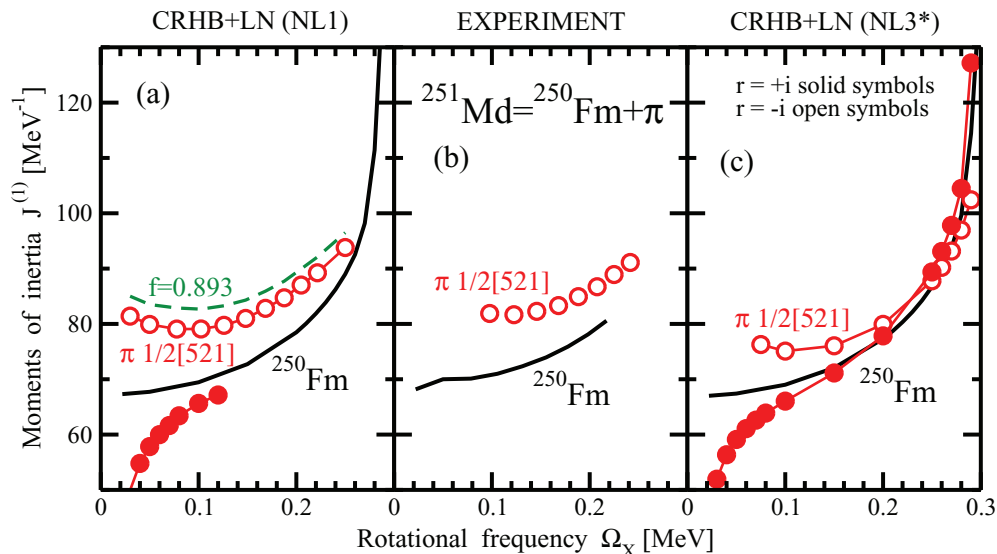 CRHB+LN (NL1) EXPERIMENT CRHB+LN (NL3*)
Moments of inertia J^(1) [MeV^-1]
120
100
80
60
(a)
f=0.893
π 1/2[521]
^250Fm
^251Md=^250Fm+π
(b)
π 1/2[521]
^250Fm
r = +i solid symbols
r = -i open symbols
(c)
π 1/2[521]
^250Fm
0 0.1 0.2 0 0.1 0.2 0 0.1 0.2 0.3
Rotational frequency Ω_X [MeV]